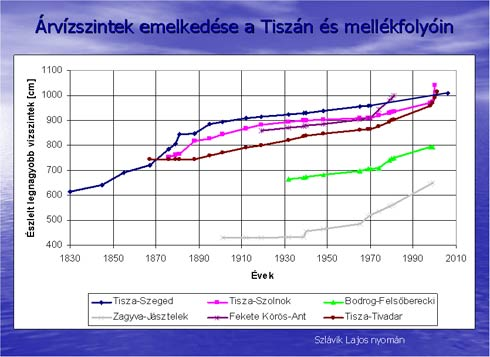 Árvízszintek emelkedése a Tiszán és mellékfolyóin
Észlelt legnagyobb vízszintek [cm]
1100
1000
900
800
700
600
500
400
1830 1850 1870 1890 1910 1930 1950 1970 1990 2010
Évek
Tisza-Szeged Tisza-Szolnok Bodrog-Felsőberecki
Zagyva-Jásztelek Fekete Körös-Ant Tisza-Tivadar
Szlávik Lajos nyomán